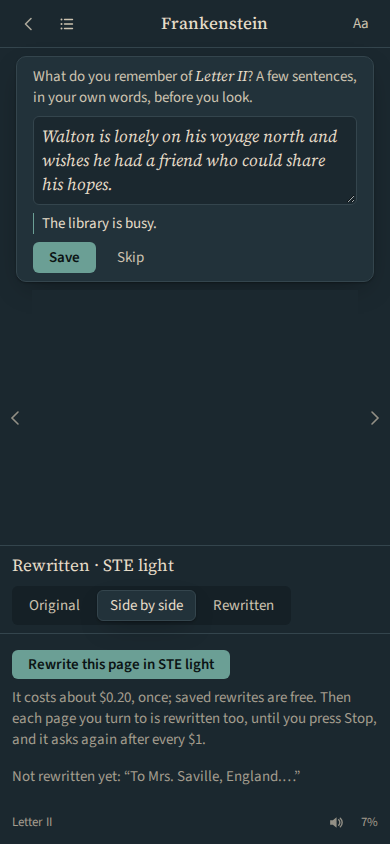 Frankenstein
Aa
What do you remember of Letter II? A few sentences,
in your own words, before you look.
Walton is lonely on his voyage north and
wishes he had a friend who could share
his hopes.
The library is busy.
Save Skip
Rewritten · STE light
Original Side by side Rewritten
Rewrite this page in STE light
It costs about $0.20, once; saved rewrites are free. Then
each page you turn to is rewritten too, until you press Stop,
and it asks again after every $1.
Not rewritten yet: “To Mrs. Saville, England.…”
Letter II 7%